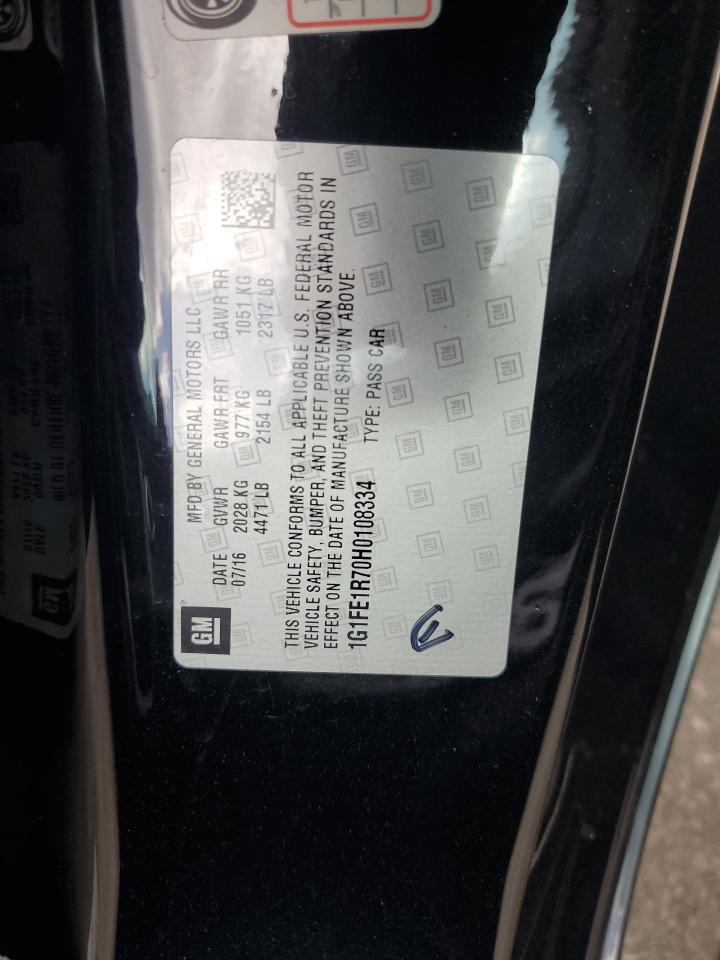 GM
MFD BY GENERAL MOTORS LLC
DATE GVWR GAWR FRT GAWR RR
07/16 2028 KG 977 KG 1051 KG
4471 LB 2154 LB 2317 LB
THIS VEHICLE CONFORMS TO ALL APPLICABLE U.S. FEDERAL MOTOR
VEHICLE SAFETY, BUMPER, AND THEFT PREVENTION STANDARDS IN
EFFECT ON THE DATE OF MANUFACTURE SHOWN ABOVE.
1G1FE1R70H0108334 TYPE: PASS CAR